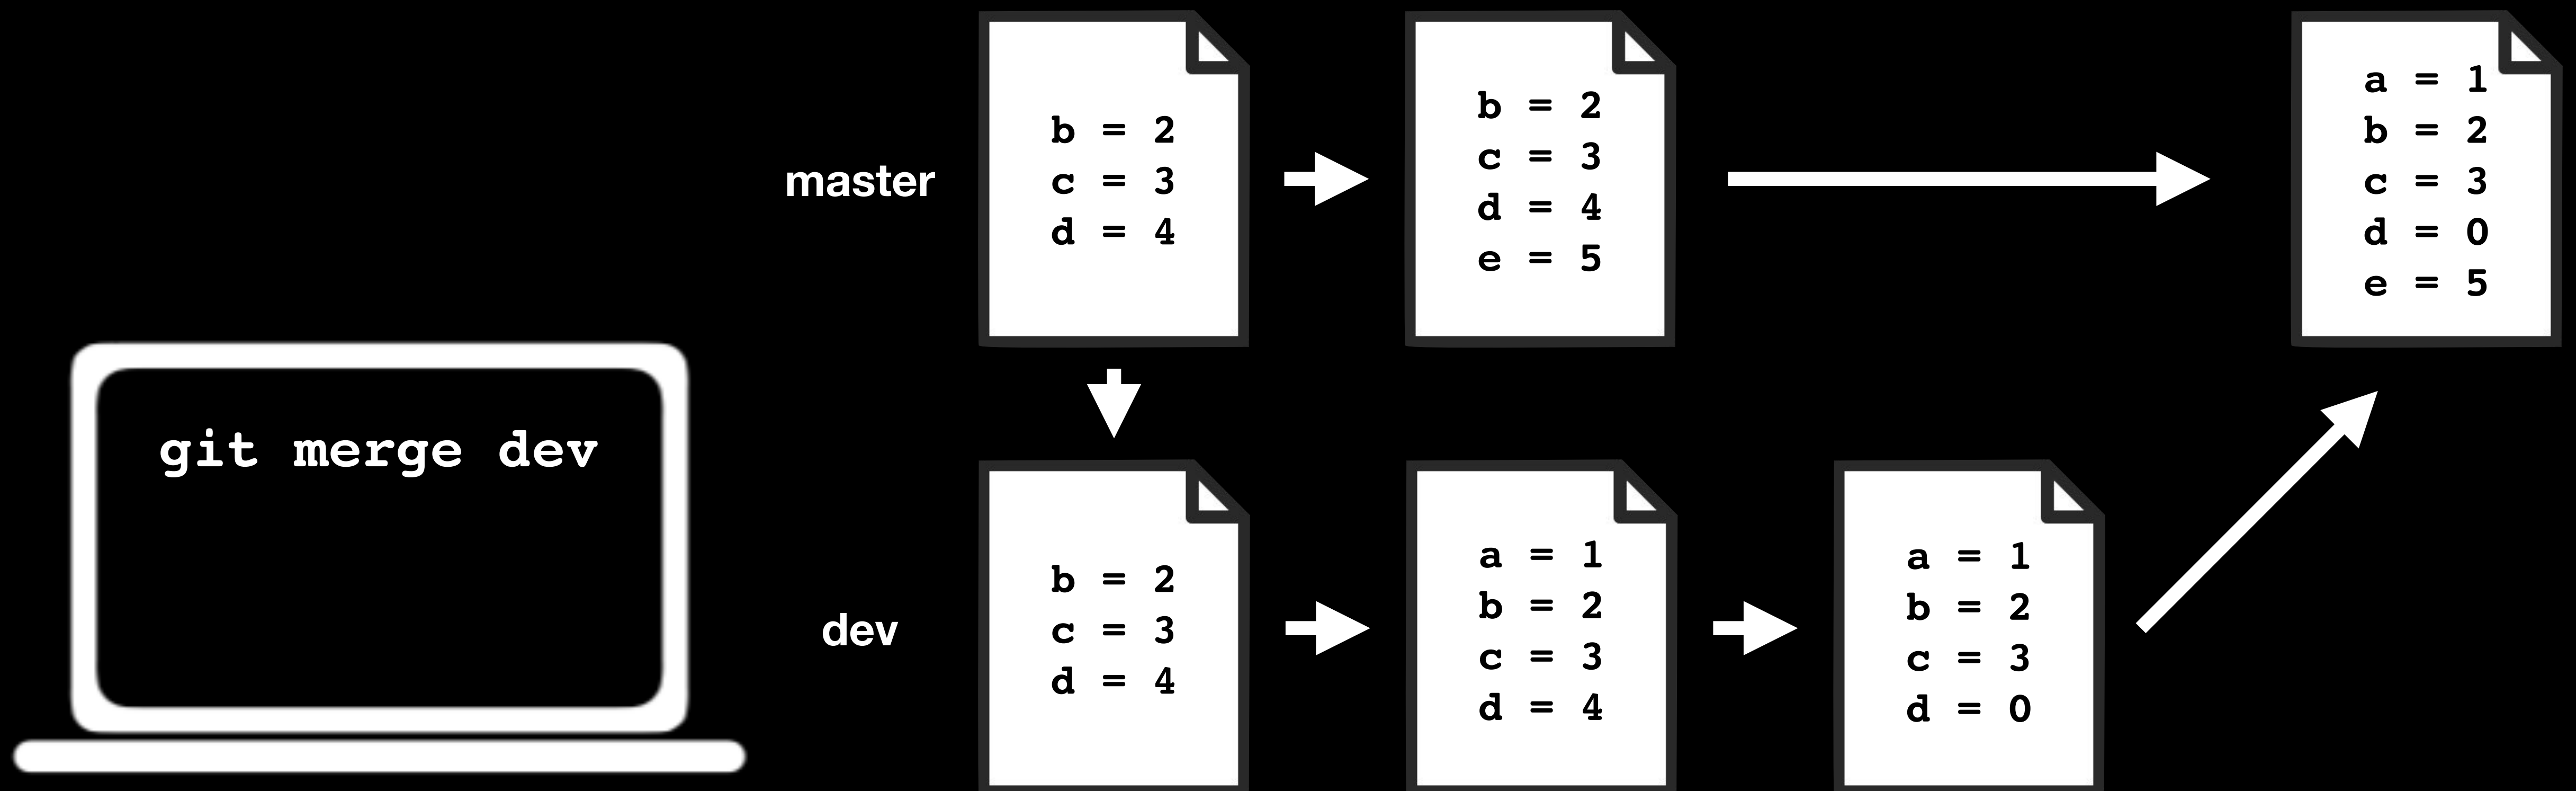 master
b = 2
c = 3
d = 4
b = 2
c = 3
d = 4
e = 5
a = 1
b = 2
c = 3
d = 0
e = 5
git merge dev
dev
b = 2
c = 3
d = 4
a = 1
b = 2
c = 3
d = 4
a = 1
b = 2
c = 3
d = 0